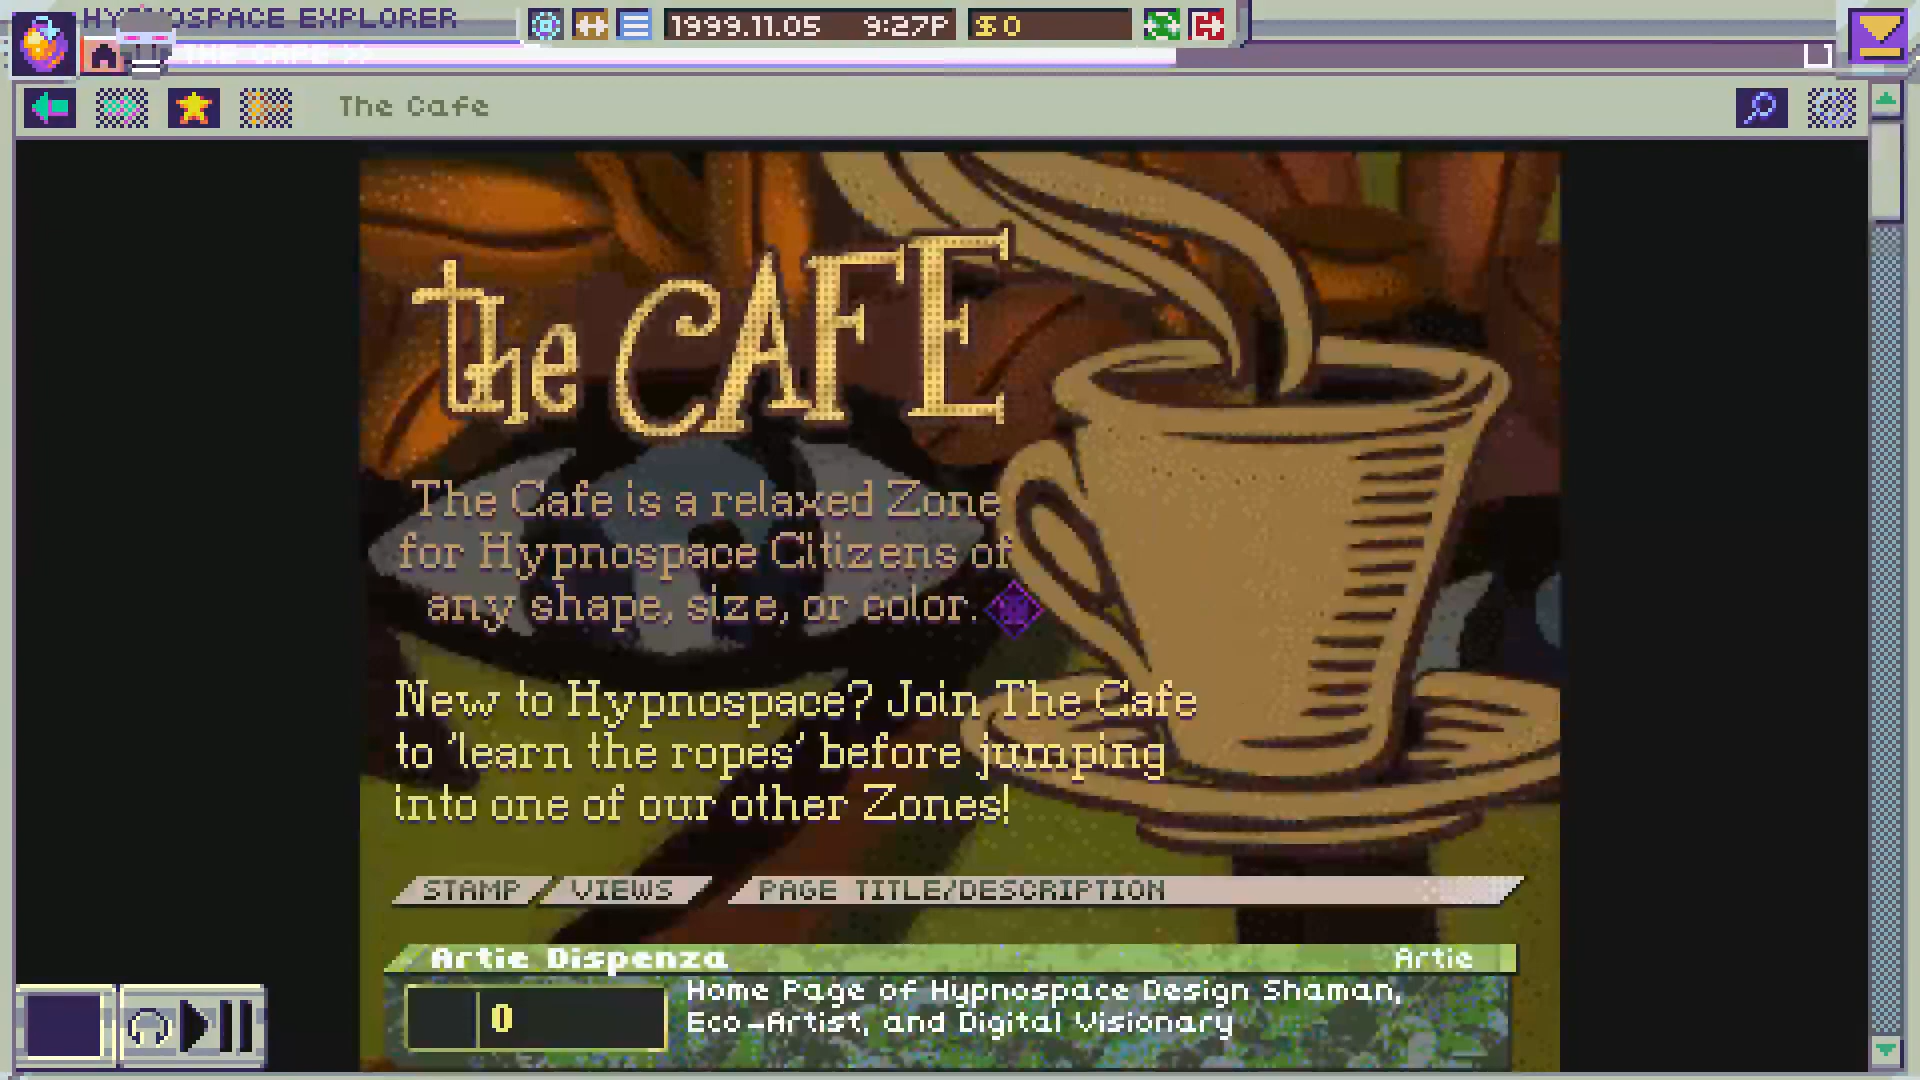 HYPNOSPACE EXPLORER
1999.11.05 9:27P
0
The Cafe
the CAFE
The Cafe is a relaxed Zone
for Hypnospace Citizens of
any shape, size, or color.
New to Hypnospace? Join The Cafe
to 'learn the ropes' before jumping
into one of our other Zones!
STAMP VIEWS PAGE TITLE/DESCRIPTION
Artie Dispenza Artie
0
Home Page of Hypnospace Design Shaman,
Eco-Artist, and Digital Visionary